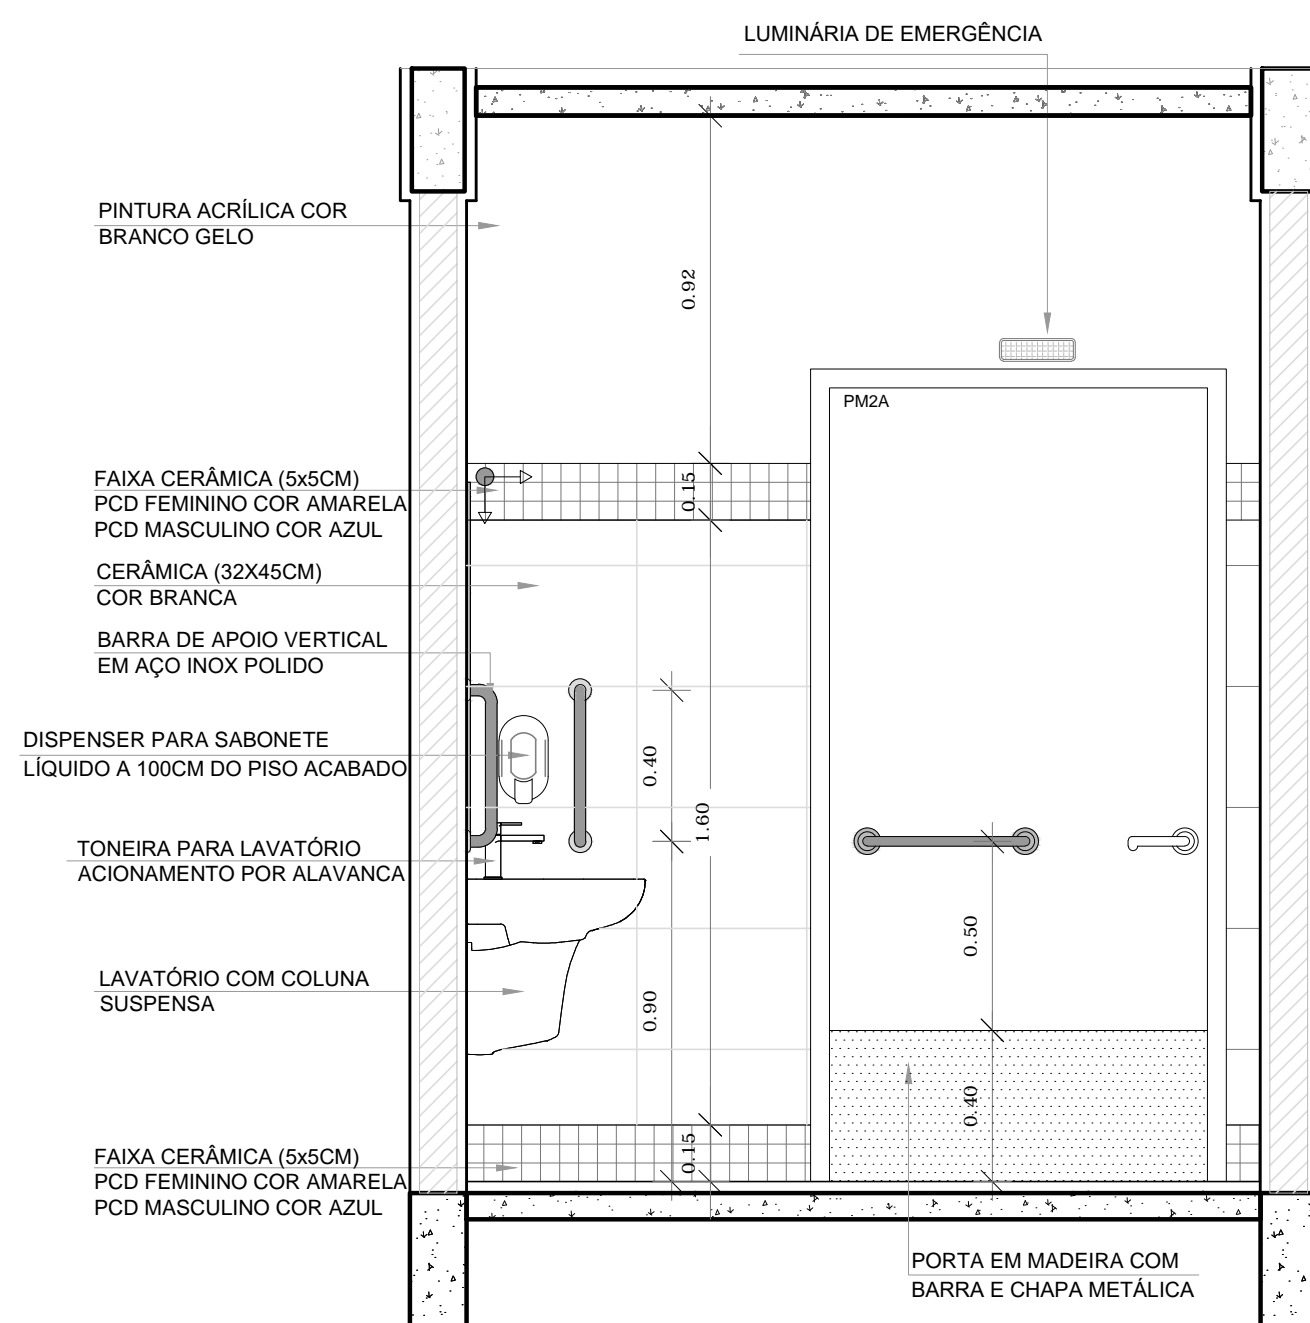 LUMINÁRIA DE EMERGÊNCIA
PINTURA ACRÍLICA COR
BRANCO GELO
0.92
PM2A
FAIXA CERÂMICA (5x5CM)
PCD FEMININO COR AMARELA
PCD MASCULINO COR AZUL
0.15
CERÂMICA (32X45CM)
COR BRANCA
BARRA DE APOIO VERTICAL
EM AÇO INOX POLIDO
DISPENSER PARA SABONETE
LÍQUIDO A 100CM DO PISO ACABADO
0.40
1.60
TONEIRA PARA LAVATÓRIO
ACIONAMENTO POR ALAVANCA
0.50
LAVATÓRIO COM COLUNA
SUSPENSA
0.90
0.40
0.15
FAIXA CERÂMICA (5x5CM)
PCD FEMININO COR AMARELA
PCD MASCULINO COR AZUL
PORTA EM MADEIRA COM
BARRA E CHAPA METÁLICA